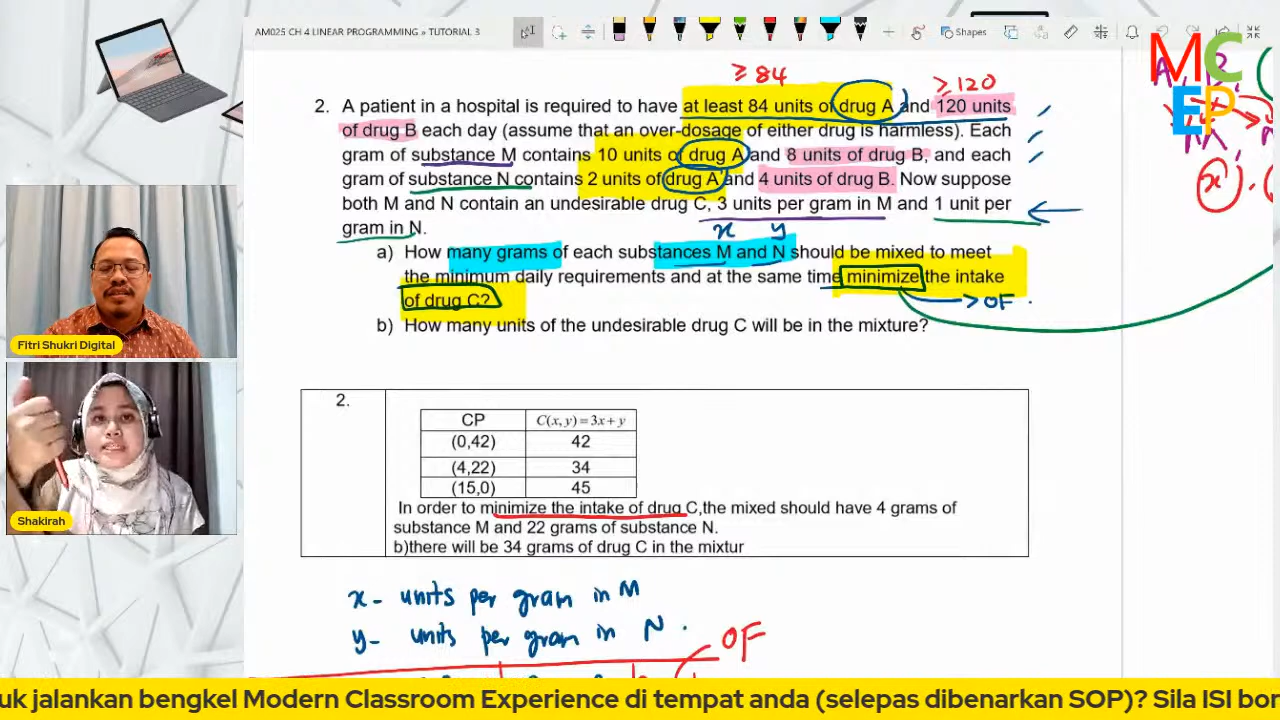 AM025 CH 4 LINEAR PROGRAMMING » TUTORIAL 3
Shapes
MC
EP
≥ 84
≥ 120
2. A patient in a hospital is required to have at least 84 units of drug A and 120 units
of drug B each day (assume that an over-dosage of either drug is harmless). Each
gram of substance M contains 10 units of drug A and 8 units of drug B, and each
gram of substance N contains 2 units of drug A and 4 units of drug B. Now suppose
both M and N contain an undesirable drug C, 3 units per gram in M and 1 unit per
gram in N.
x y
a) How many grams of each substances M and N should be mixed to meet
the minimum daily requirements and at the same time minimize the intake
of drug C?
> OF
b) How many units of the undesirable drug C will be in the mixture?
2.
CP C(x, y) = 3x + y
(0,42) 42
(4,22) 34
(15,0) 45
In order to minimize the intake of drug C,the mixed should have 4 grams of
substance M and 22 grams of substance N.
b)there will be 34 grams of drug C in the mixtur
x - units per gram in M
y - units per gram in N.
OF
Fitri Shukri Digital
Shakirah
uk jalankan bengkel Modern Classroom Experience di tempat anda (selepas dibenarkan SOP)? Sila ISI bor